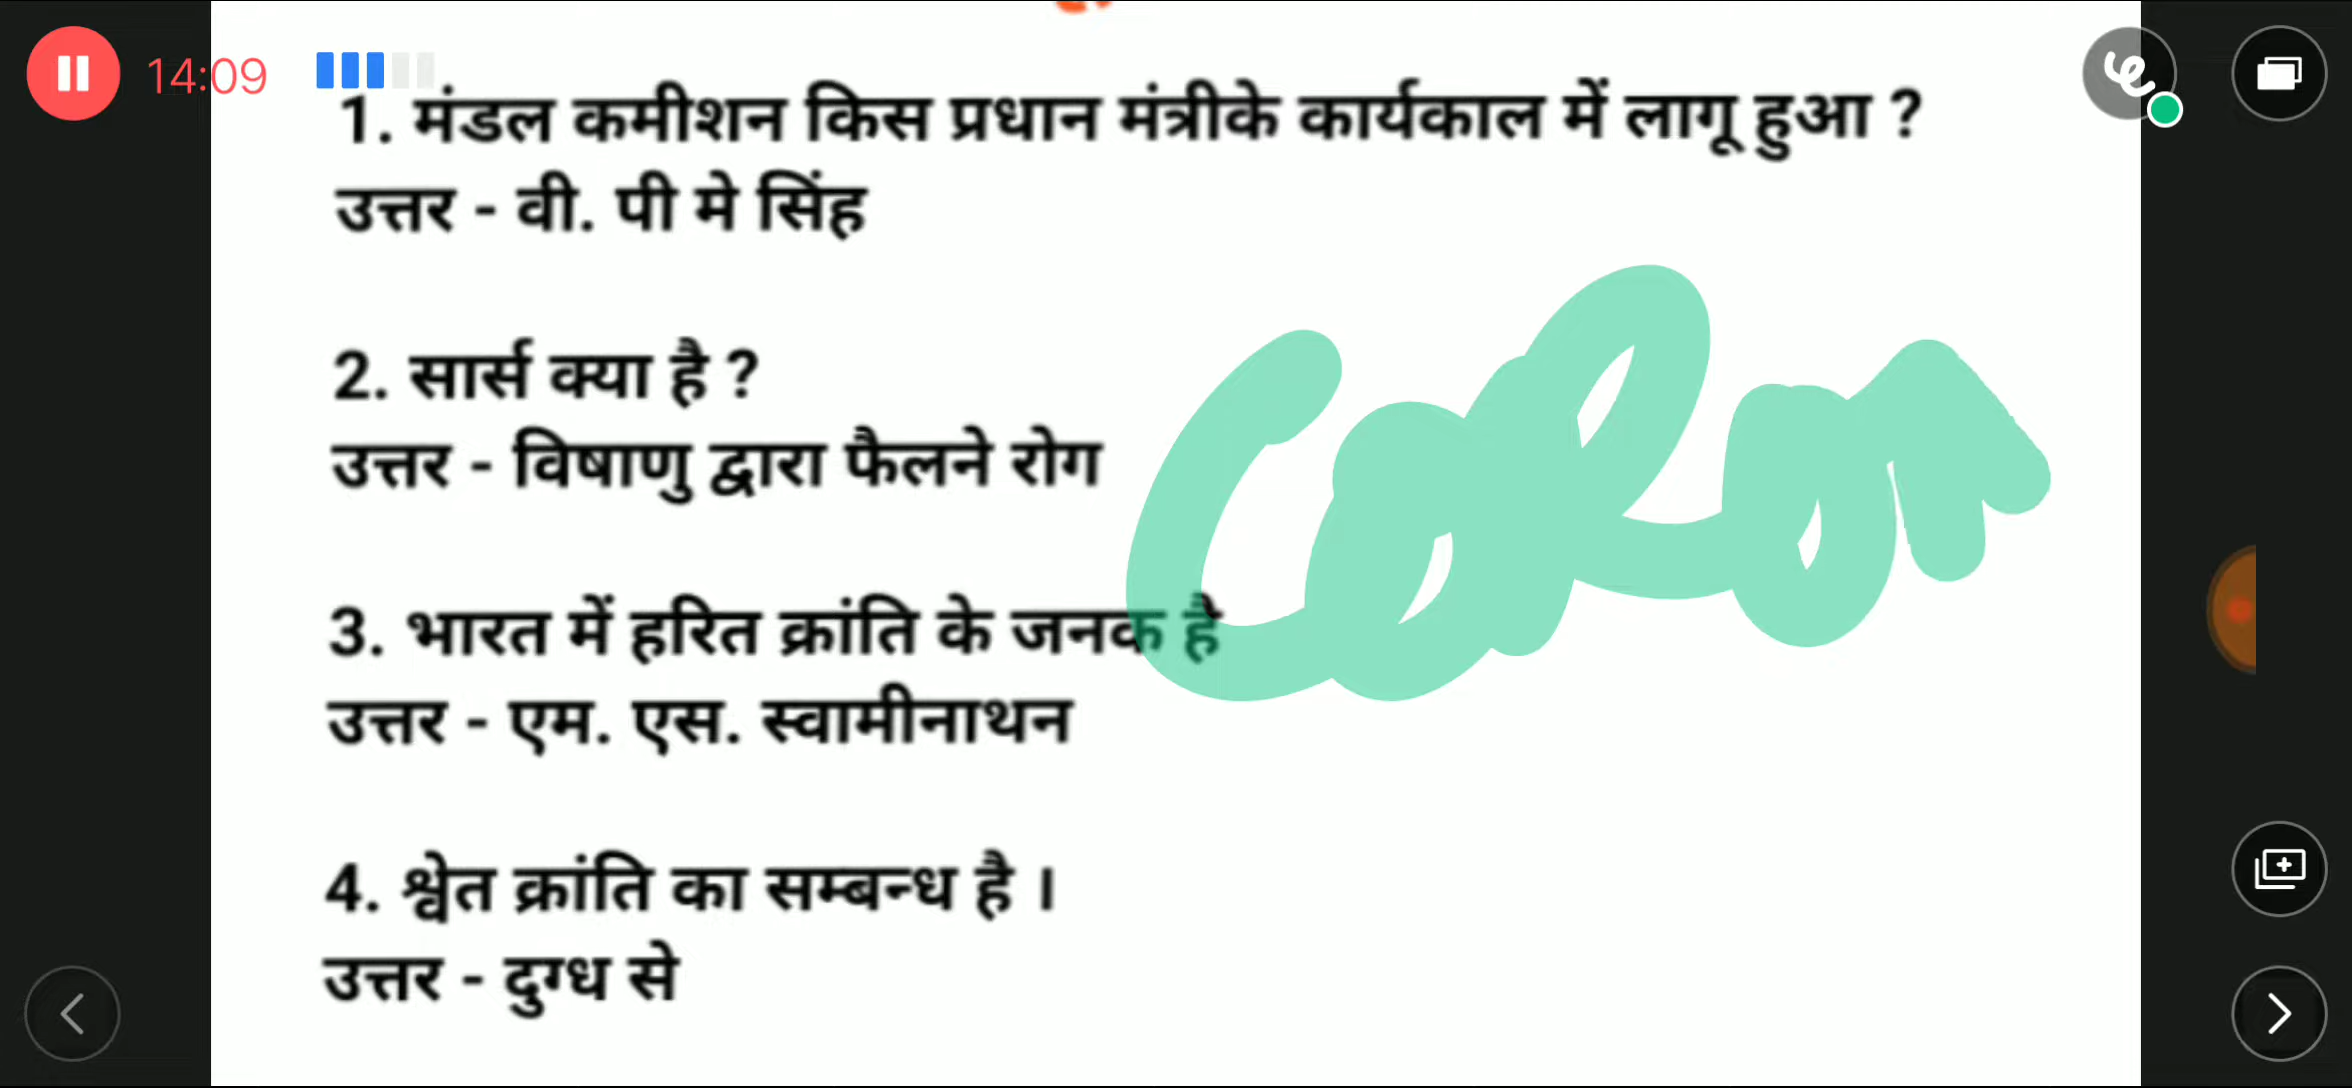 14:09
1. मंडल कमीशन किस प्रधान मंत्रीके कार्यकाल में लागू हुआ ?
उत्तर - वी. पी मे सिंह
2. सार्स क्या है ?
उत्तर - विषाणु द्वारा फैलने रोग
3. भारत में हरित क्रांति के जनक है
उत्तर - एम. एस. स्वामीनाथन
4. श्वेत क्रांति का सम्बन्ध है ।
उत्तर - दुग्ध से